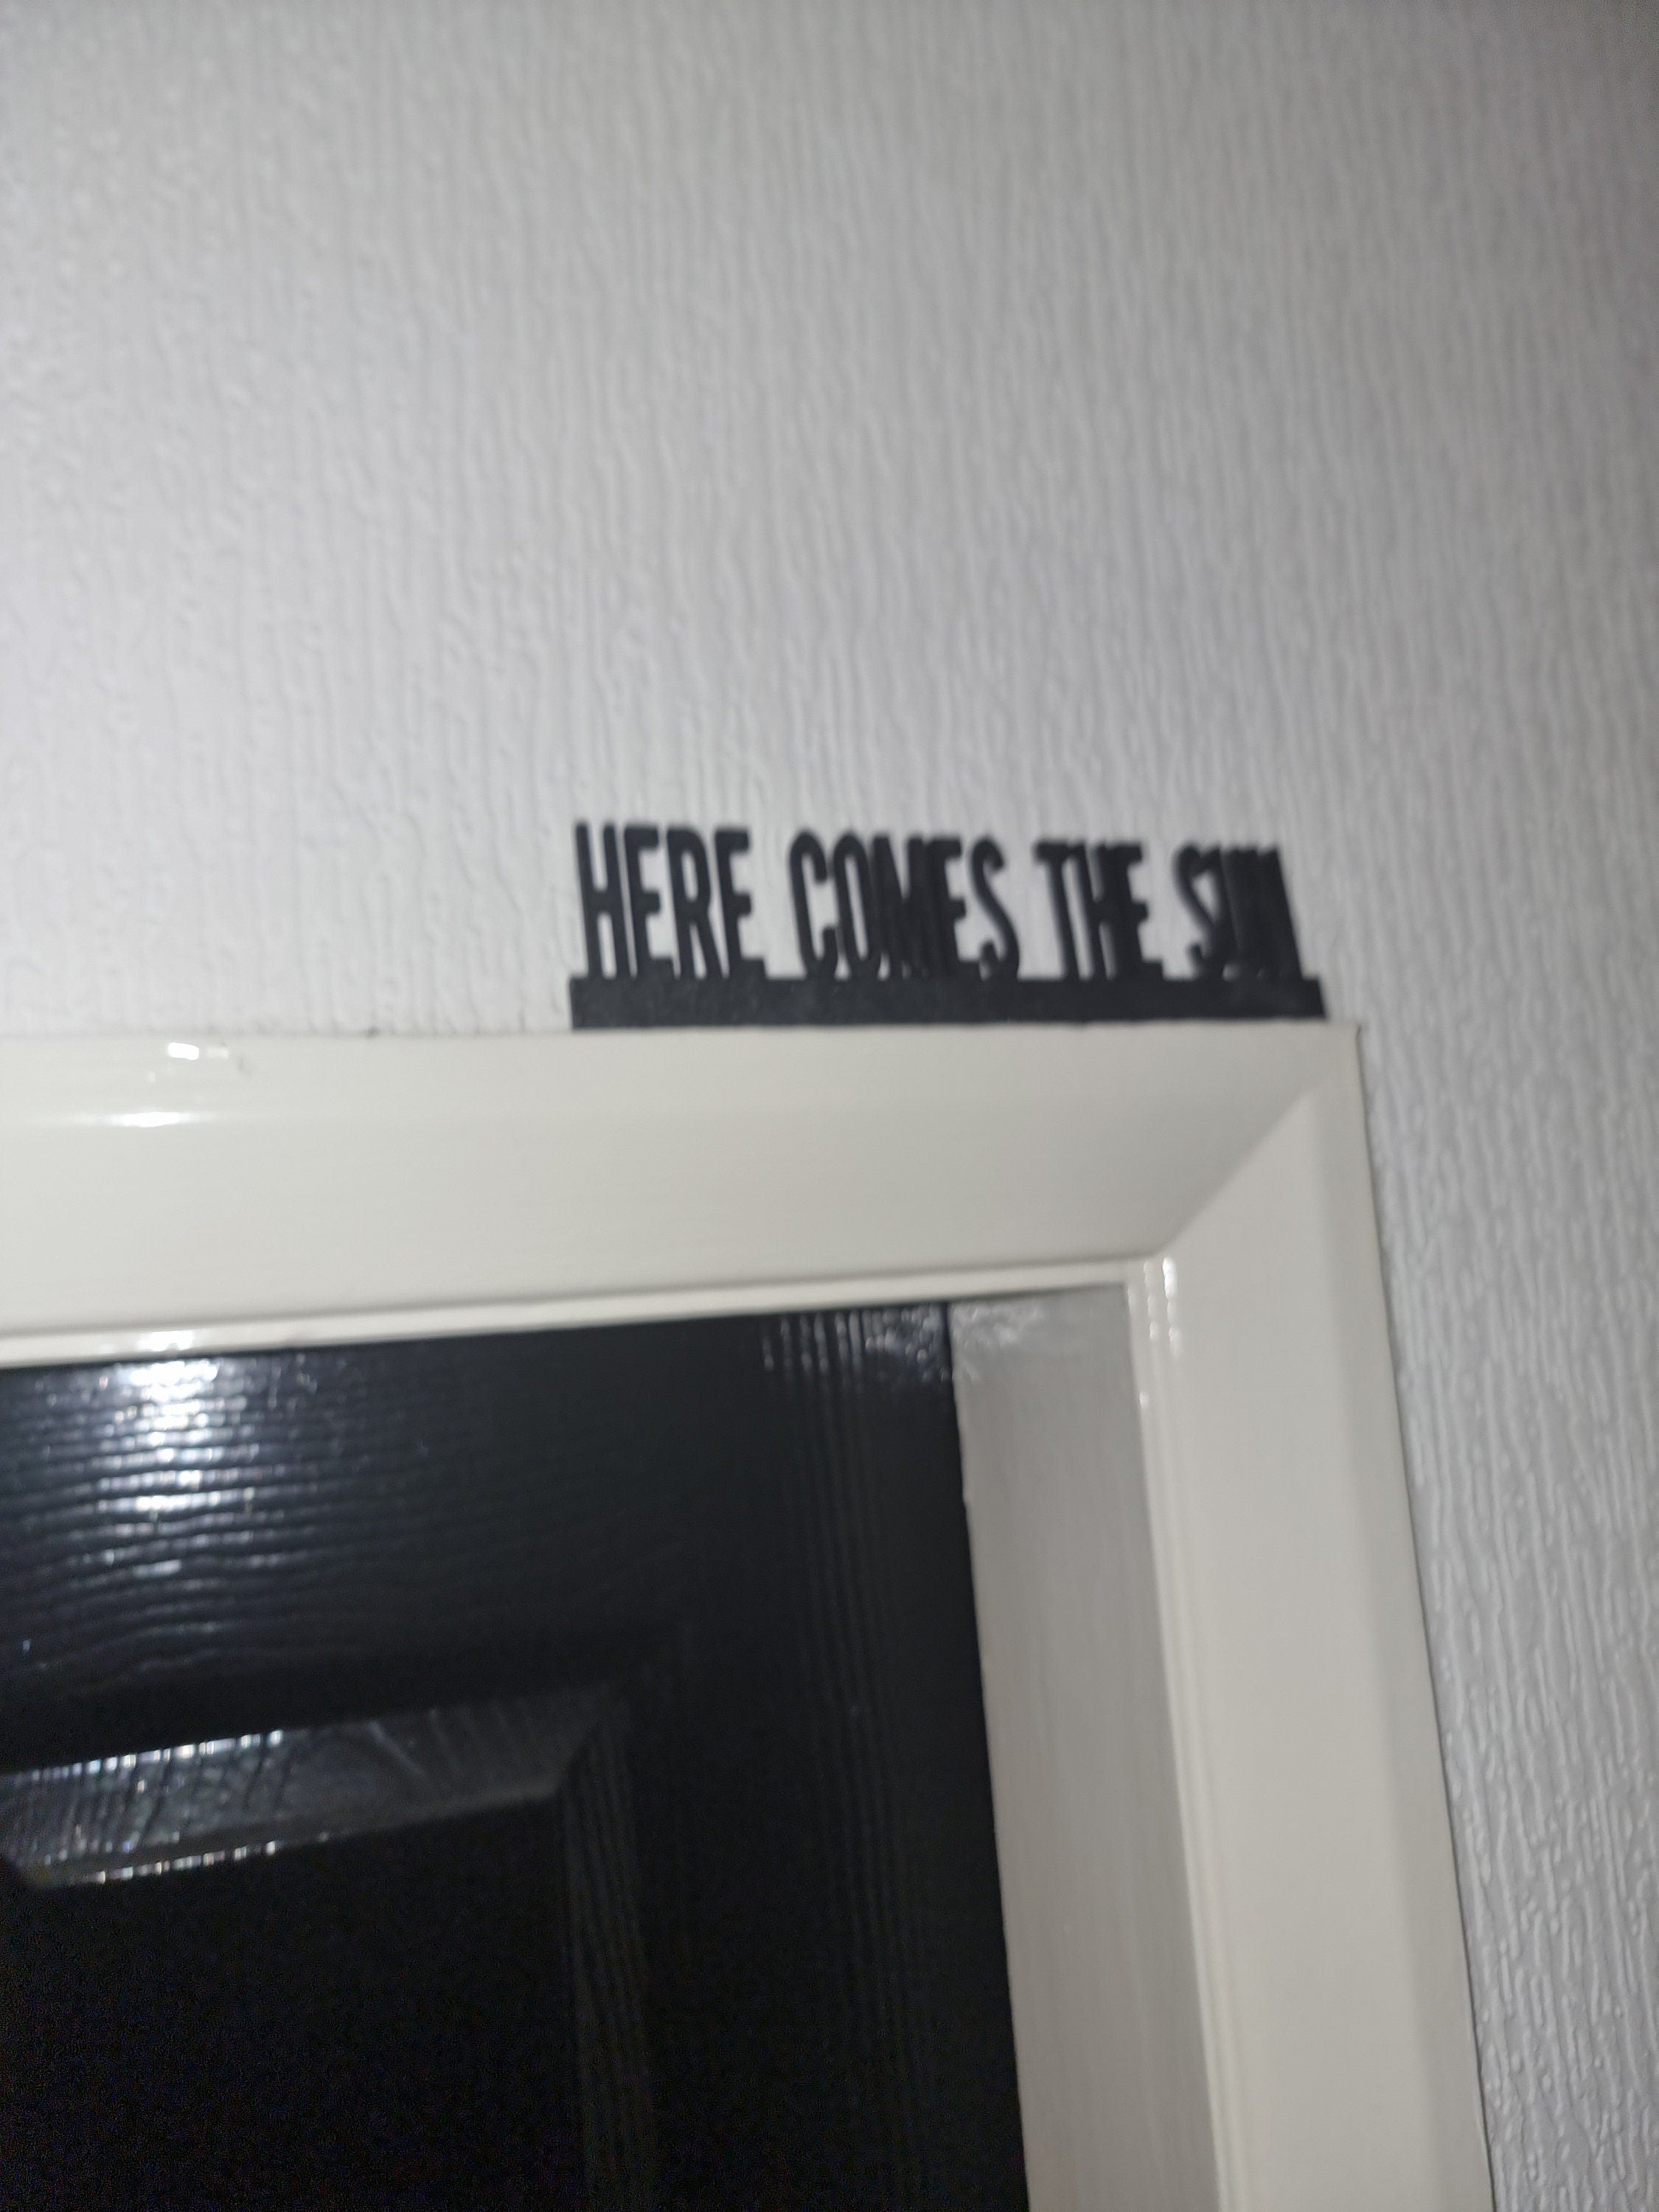 HERE COMES THE SUN